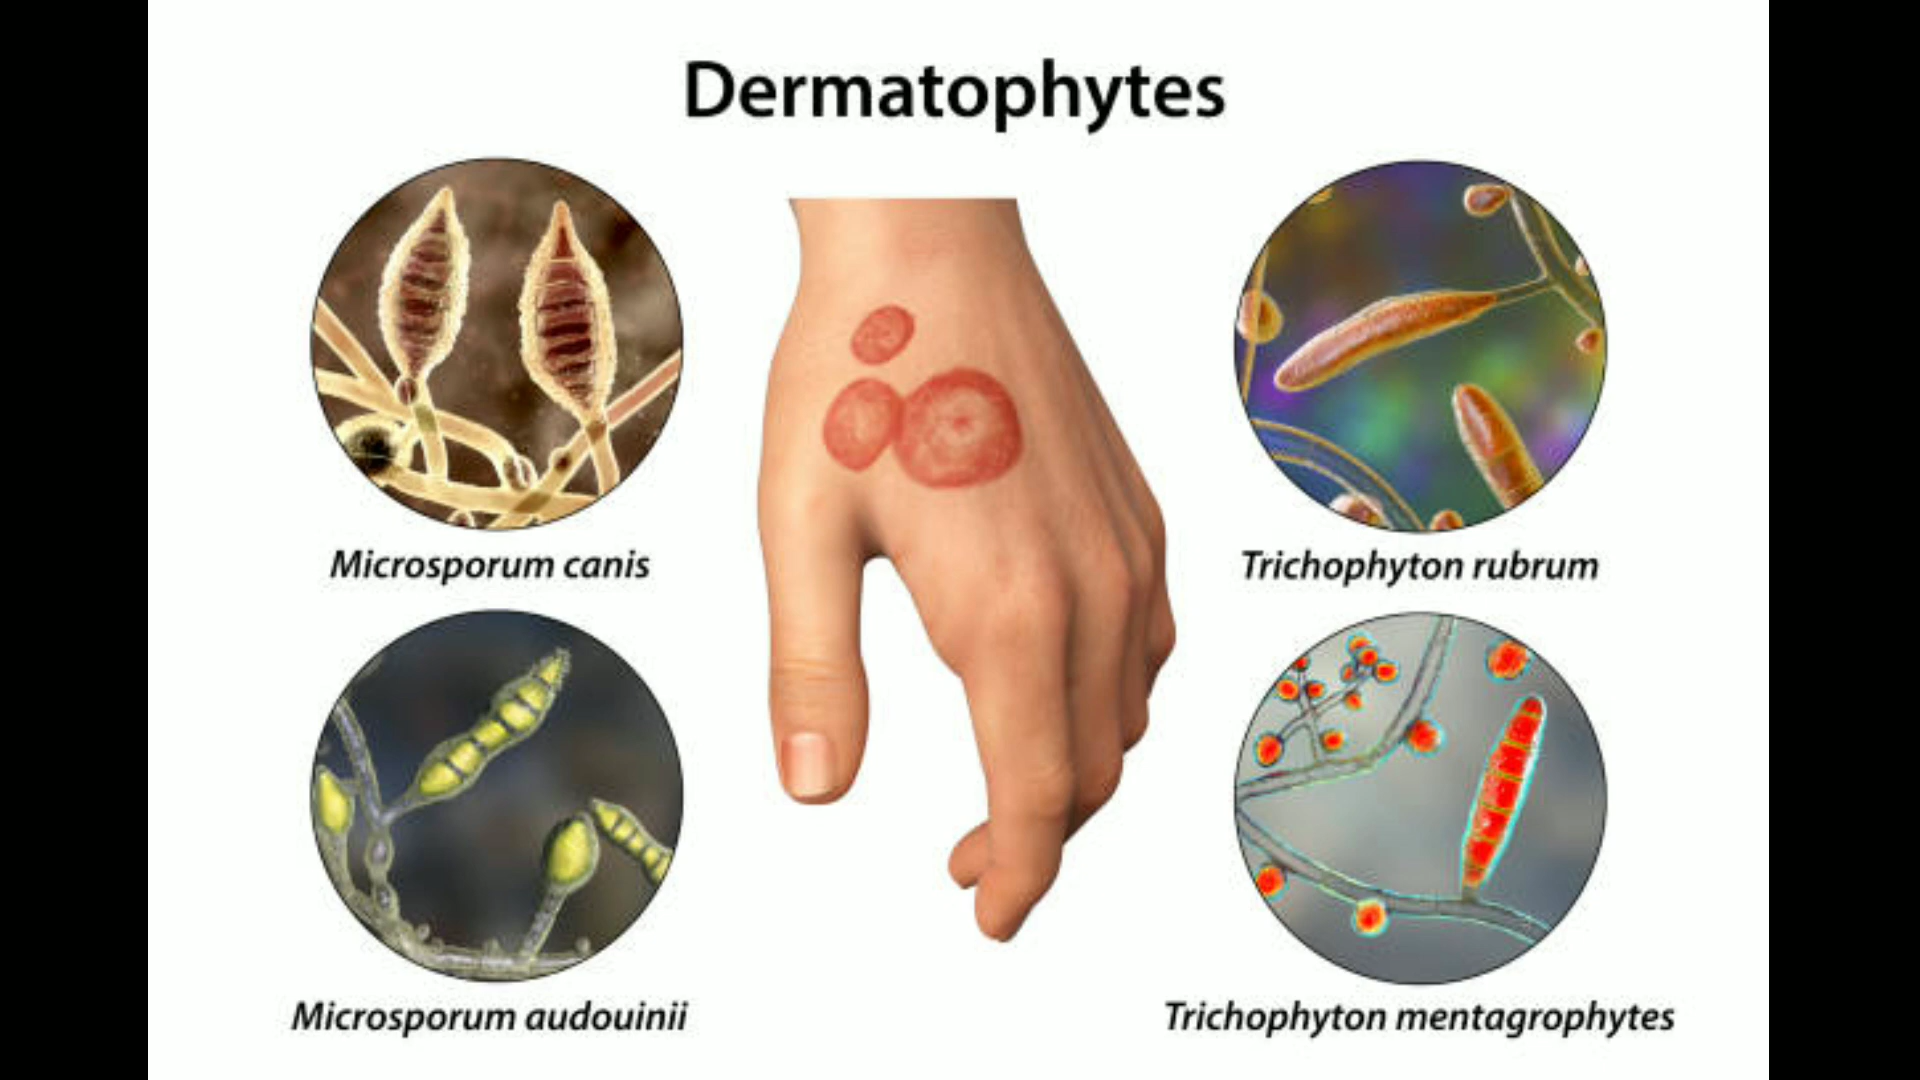 Dermatophytes
Microsporum canis
Trichophyton rubrum
Microsporum audouinii
Trichophyton mentagrophytes